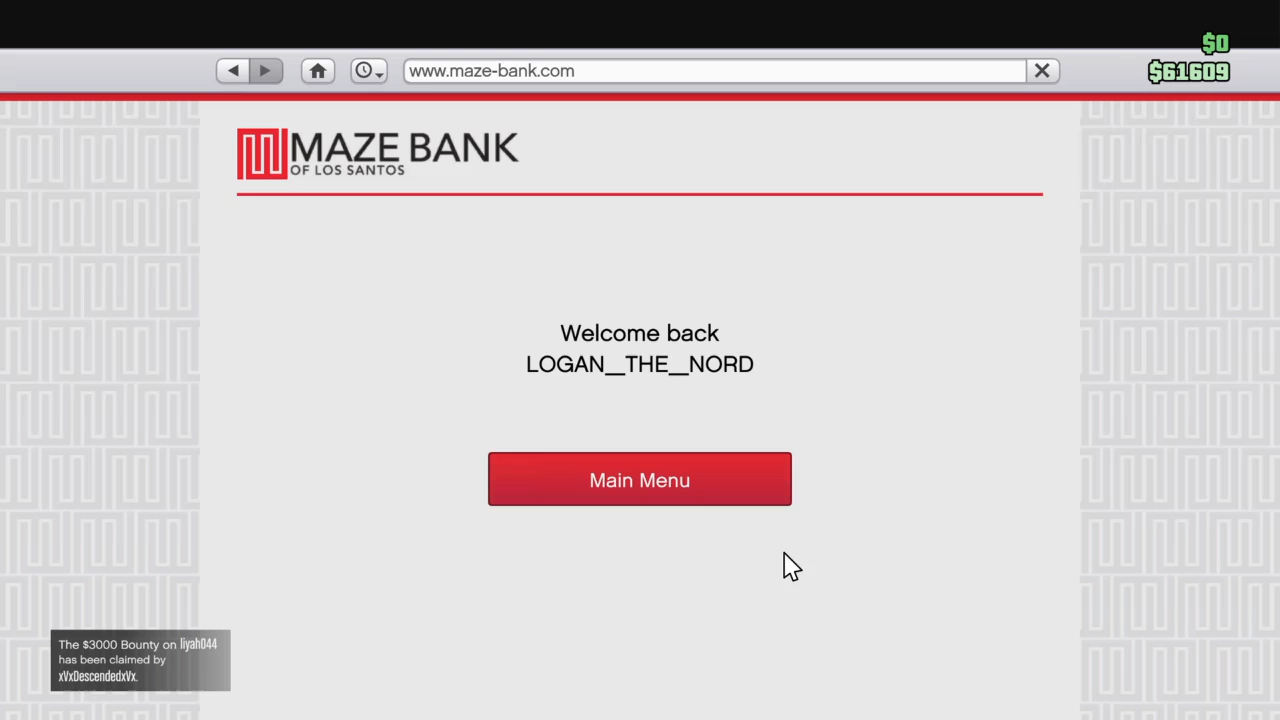 $0
www.maze-bank.com
$61609
MAZE BANK
OF LOS SANTOS
Welcome back
LOGAN__THE__NORD
Main Menu
The $3000 Bounty on liyah044
has been claimed by
xVxDescendedxVx.